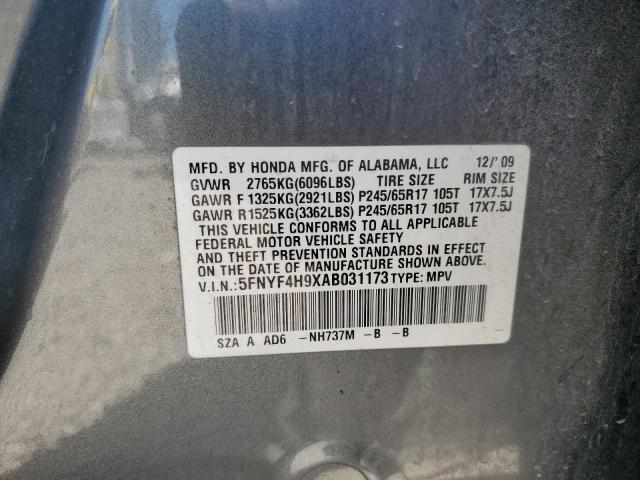 MFD. BY HONDA MFG. OF ALABAMA, LLC 12/'09
GVWR 2765KG(6096LBS) TIRE SIZE RIM SIZE
GAWR F 1325KG(2921LBS) P245/65R17 105T 17X7.5J
GAWR R1525KG(3362LBS) P245/65R17 105T 17X7.5J
THIS VEHICLE CONFORMS TO ALL APPLICABLE
FEDERAL MOTOR VEHICLE SAFETY
AND THEFT PREVENTION STANDARDS IN EFFECT
ON THE DATE OF MANUFACTURE SHOWN ABOVE.
V.I.N.: 5FNYF4H9XAB031173 TYPE: MPV
SZA A AD6 -NH737M -B -B